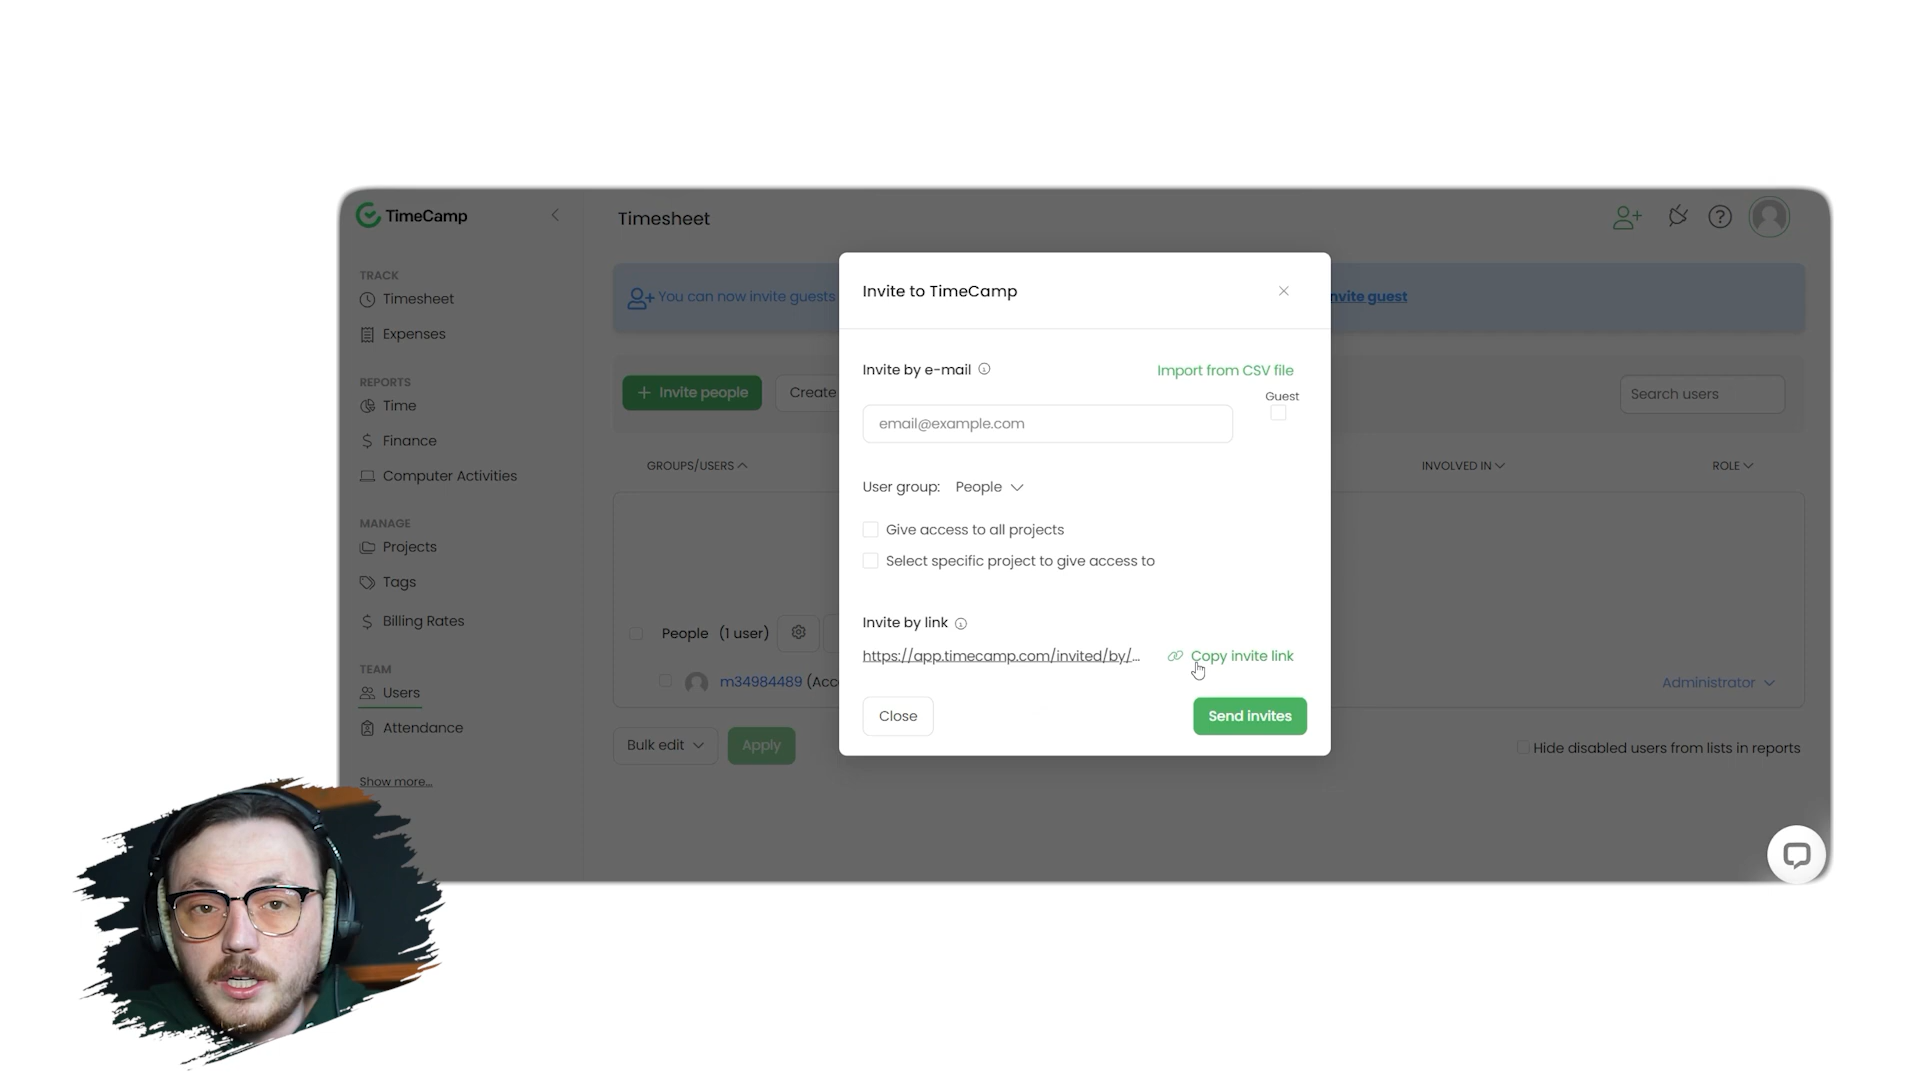 TimeCamp
Timesheet
TRACK
Timesheet
Expenses
REPORTS
Time
Finance
Computer Activities
MANAGE
Projects
Tags
Billing Rates
TEAM
Users
Attendance
Show more...
You can now invite guests
nvite guest
+ Invite people
Create
Search users
GROUPS/USERS
INVOLVED IN
ROLE
People (1 user)
m34984489 (Acc
Administrator
Bulk edit
Apply
Hide disabled users from lists in reports
Invite to TimeCamp
Invite by e-mail
Import from CSV file
Guest
email@example.com
User group: People
Give access to all projects
Select specific project to give access to
Invite by link
https://app.timecamp.com/invited/by/...
Copy invite link
Close
Send invites